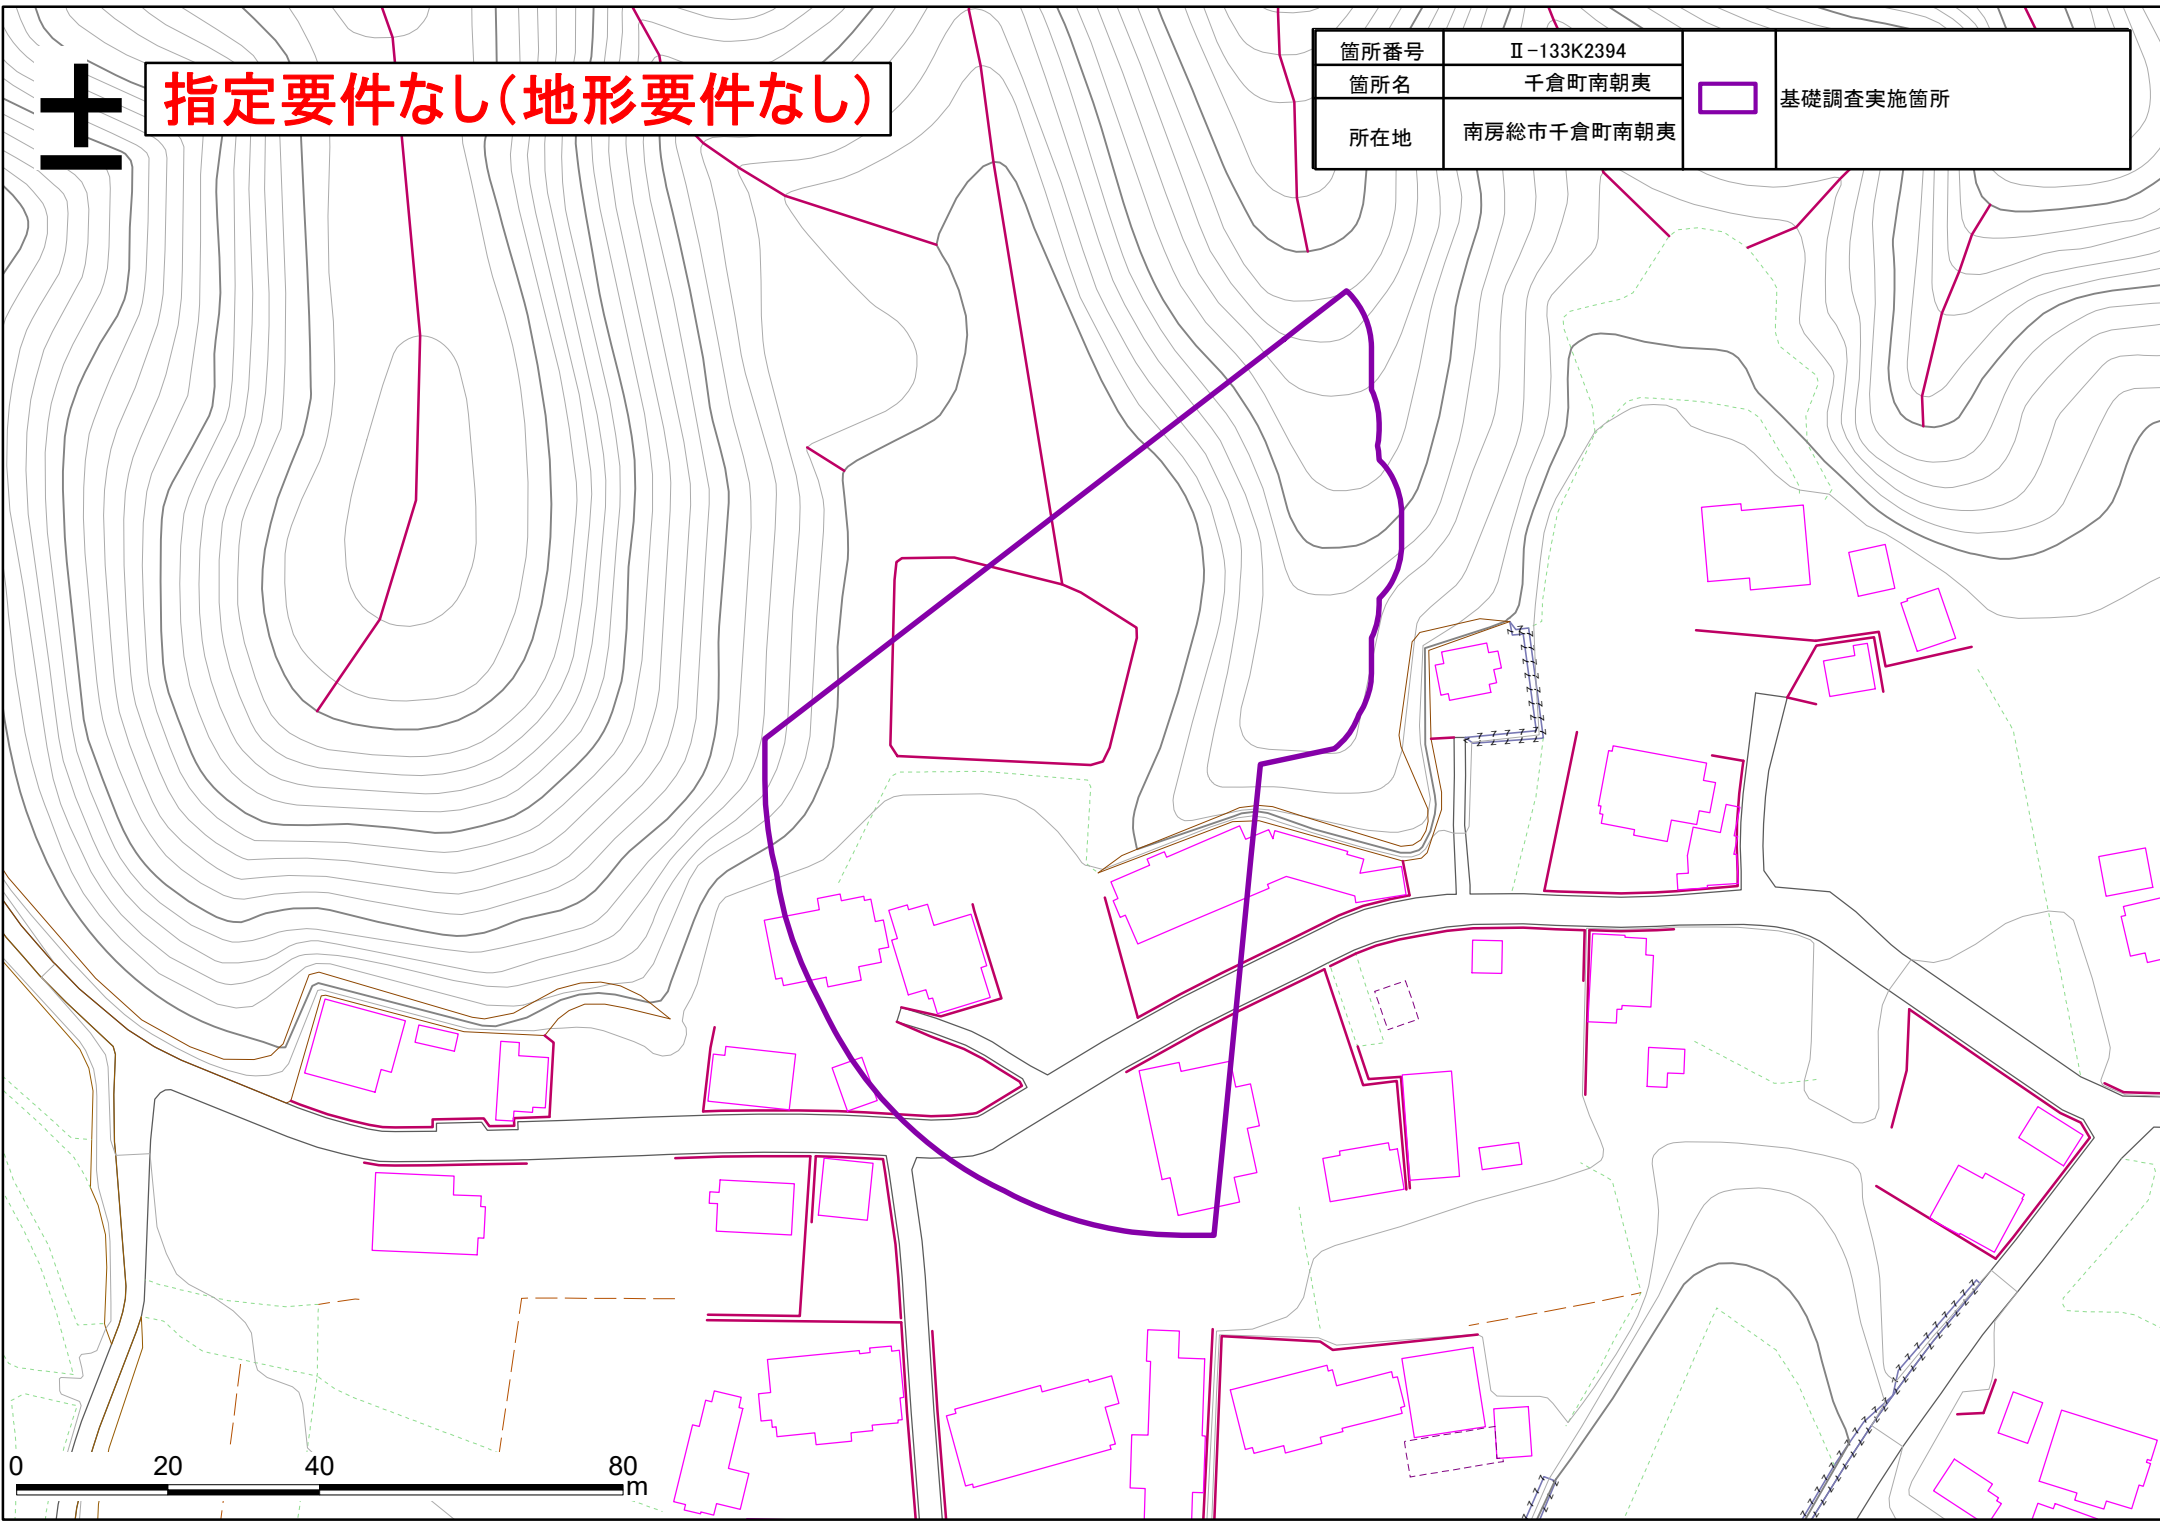 指定要件なし(地形要件なし)
箇所番号 Ⅱ-133K2394
箇所名 千倉町南朝夷
所在地 南房総市千倉町南朝夷
基礎調査実施箇所
0 20 40 80
m